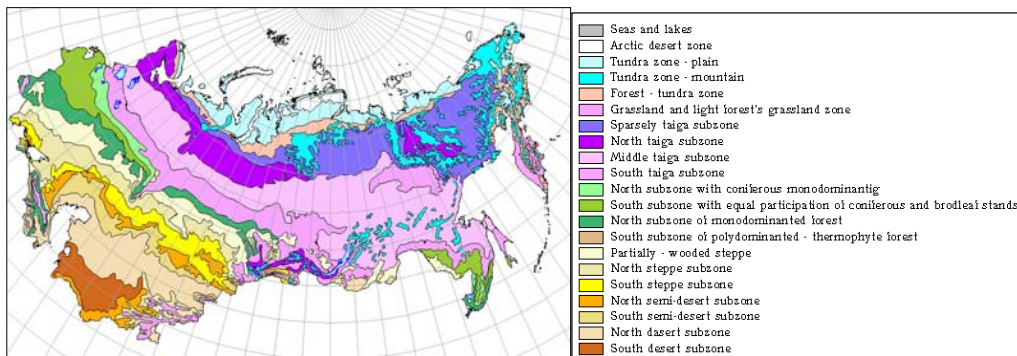 Seas and lakes
Arctic desert zone
Tundra zone - plain
Tundra zone - mountain
Forest - tundra zone
Grassland and light forest's grassland zone
Sparsely taiga subzone
North taiga subzone
Middle taiga subzone
South taiga subzone
North subzone with coniferous monodominantig
South subzone with equal participation of coniferous and brodleaf stands
North subzone of monodominanted forest
South subzone of polydominanted - thermophyte forest
Partially - wooded steppe
North steppe subzone
South steppe subzone
North semi-desert subzone
South semi-desert subzone
North dasert subzone
South desert subzone